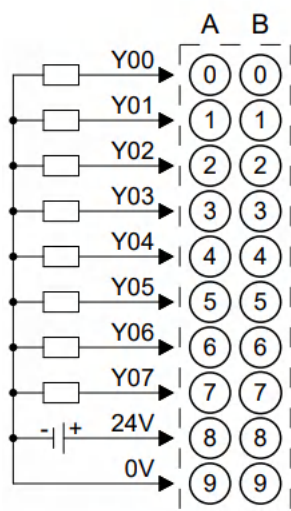 A B
Y00 0 0
Y01 1 1
Y02 2 2
Y03 3 3
Y04 4 4
Y05 5 5
Y06 6 6
Y07 7 7
- + 24V 8 8
0V 9 9